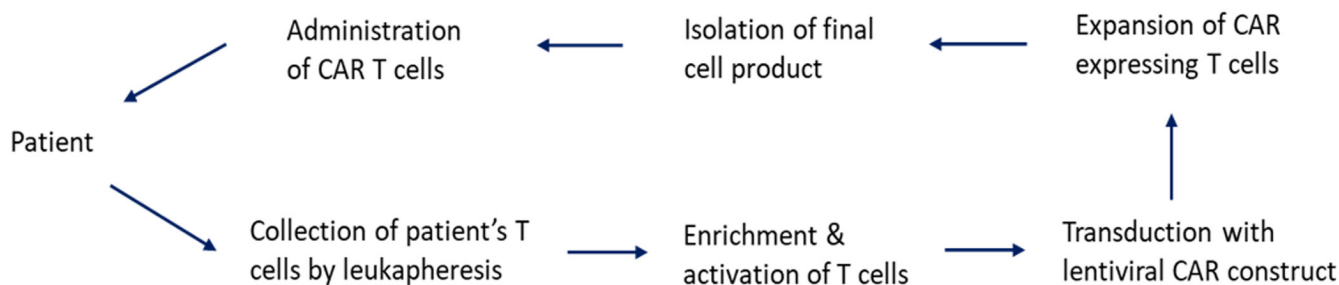 Administration
of CAR T cells
Isolation of final
cell product
Expansion of CAR
expressing T cells
Patient
Collection of patient’s T
cells by leukapheresis
Enrichment &
activation of T cells
Transduction with
lentiviral CAR construct